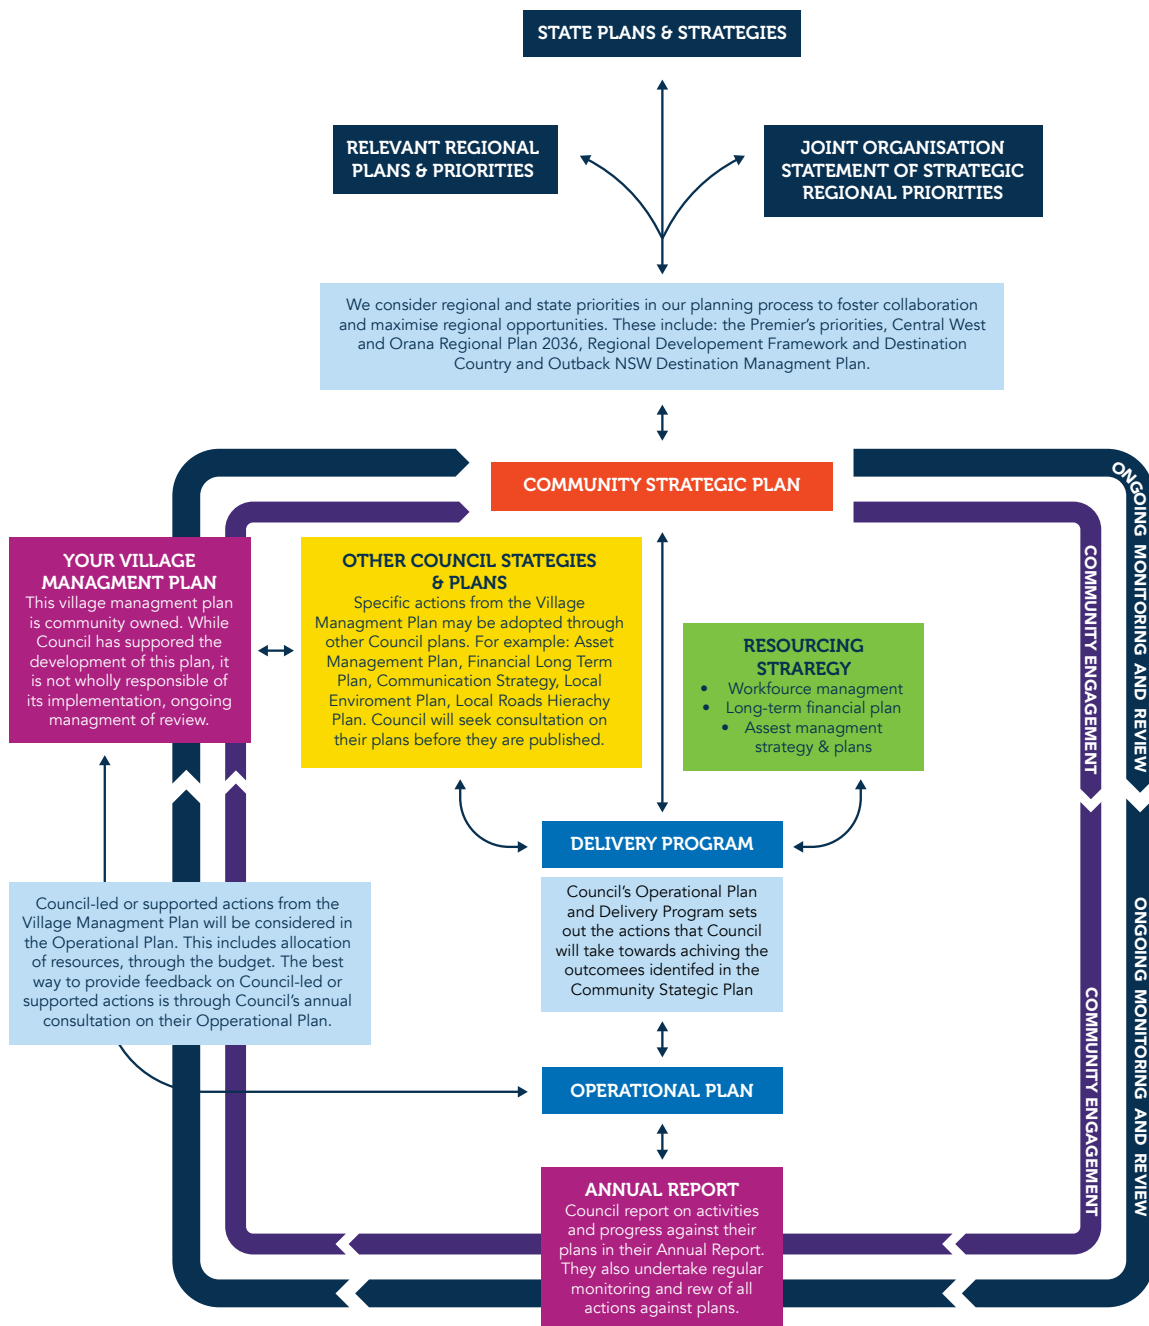 STATE PLANS & STRATEGIES
RELEVANT REGIONAL
PLANS & PRIORITIES
JOINT ORGANISATION
STATEMENT OF STRATEGIC
REGIONAL PRIORITIES
We consider regional and state priorities in our planning process to foster collaboration
and maximise regional opportunities. These include: the Premier’s priorities, Central West
and Orana Regional Plan 2036, Regional Developement Framework and Destination
Country and Outback NSW Destination Managment Plan.
COMMUNITY STRATEGIC PLAN
YOUR VILLAGE
MANAGMENT PLAN
This village managment plan
is community owned. While
Council has suppored the
development of this plan, it
is not wholly responsible of
its implementation, ongoing
managment of review.
OTHER COUNCIL STATEGIES
& PLANS
Specific actions from the Village
Managment Plan may be adopted through
other Council plans. For example: Asset
Management Plan, Financial Long Term
Plan, Communication Strategy, Local
Enviroment Plan, Local Roads Hierachy
Plan. Council will seek consultation on
their plans before they are published.
RESOURCING
STRAREGY
• Workfource managment
• Long-term financial plan
• Assest managment
strategy & plans
DELIVERY PROGRAM
Council’s Operational Plan
and Delivery Program sets
out the actions that Council
will take towards achiving the
outcomees identifed in the
Community Stategic Plan
Council-led or supported actions from the
Village Managment Plan will be considered in
the Operational Plan. This includes allocation
of resources, through the budget. The best
way to provide feedback on Council-led or
supported actions is through Council’s annual
consultation on their Opperational Plan.
OPERATIONAL PLAN
ANNUAL REPORT
Council report on activities
and progress against their
plans in their Annual Report.
They also undertake regular
monitoring and rew of all
actions against plans.
COMMUNITY ENGAGEMENT
ONGOING MONITORING AND REVIEW
COMMUNITY ENGAGEMENT
ONGOING MONITORING AND REVIEW